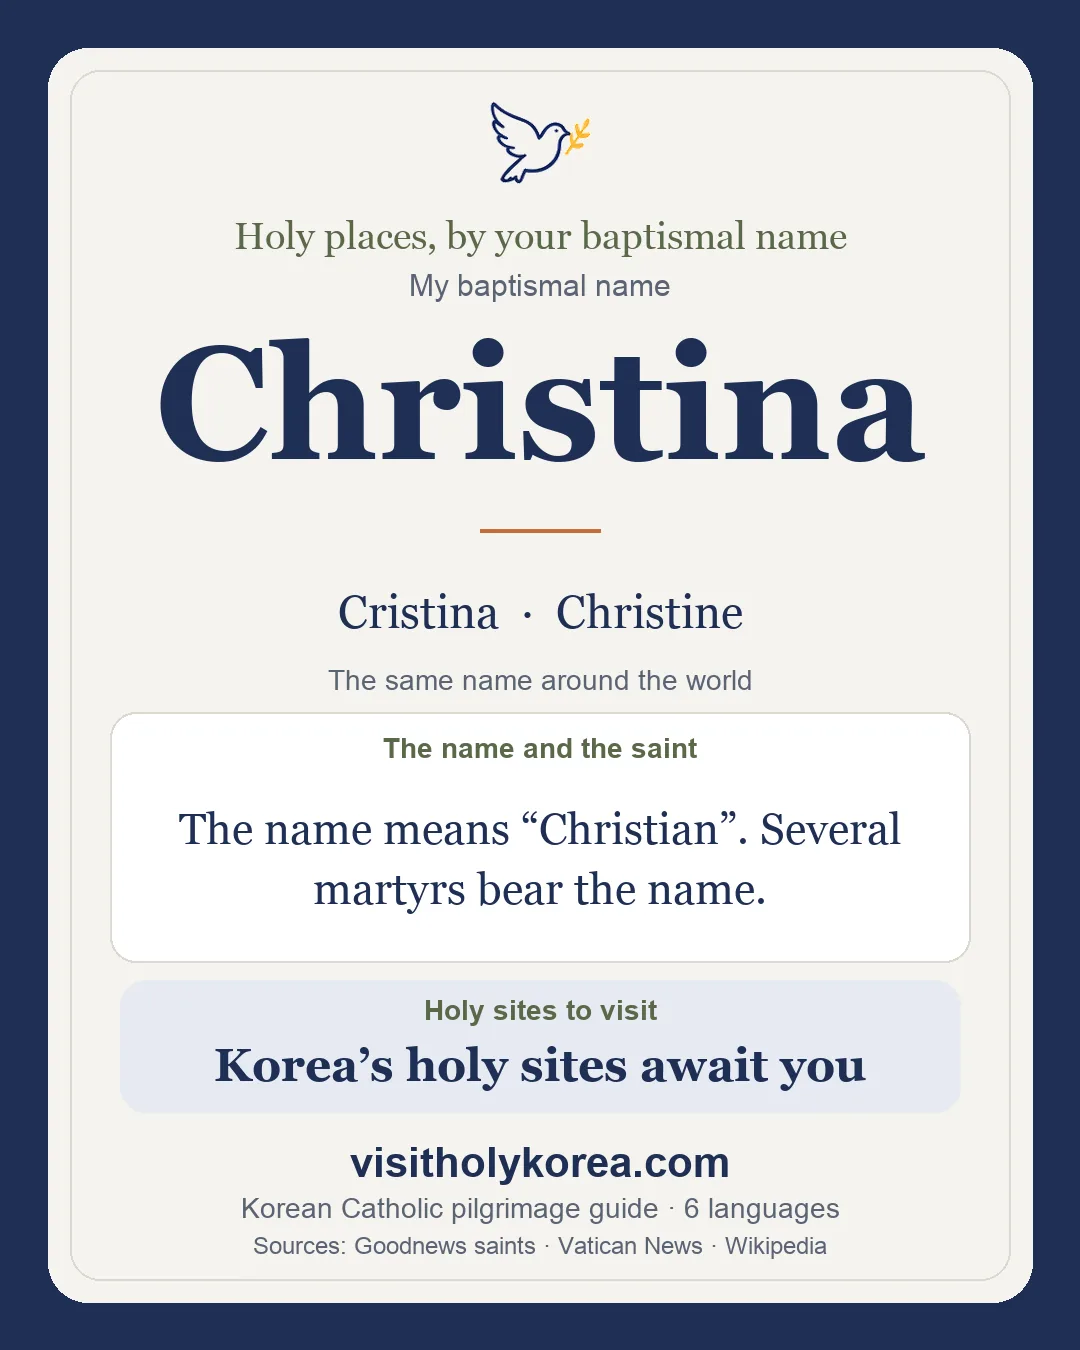 Holy places, by your baptismal name
My baptismal name
Christina
Cristina · Christine
The same name around the world
The name and the saint
The name means “Christian”. Several
martyrs bear the name.
Holy sites to visit
Korea’s holy sites await you
visitholykorea.com
Korean Catholic pilgrimage guide · 6 languages
Sources: Goodnews saints · Vatican News · Wikipedia